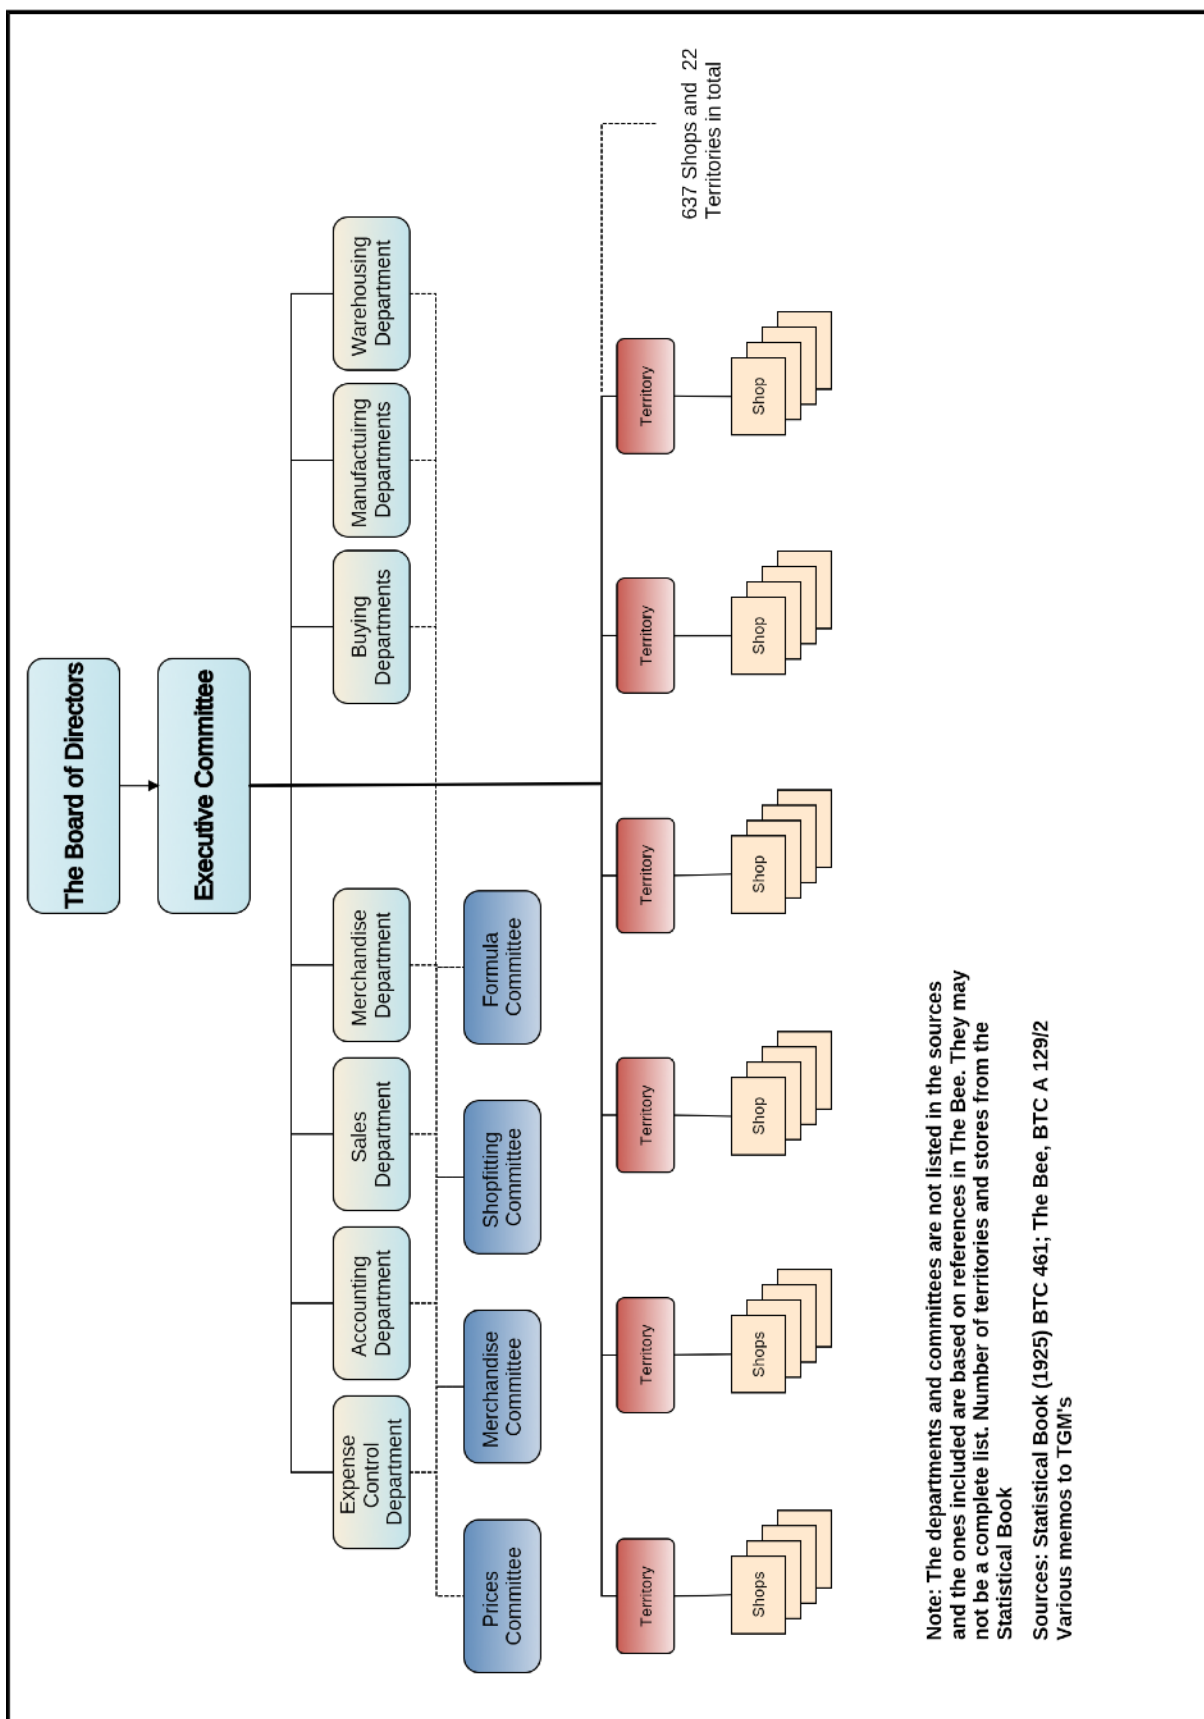 The Board of Directors
Executive Committee
Expense
Control
Department
Accounting
Department
Sales
Department
Merchandise
Department
Buying
Departments
Manufactuirng
Departments
Warehousing
Department
Prices
Committee
Merchandise
Committee
Shopfitting
Committee
Formula
Committee
Territory
Territory
Territory
Territory
Territory
Territory
637 Shops and 22
Territories in total
Shops
Shops
Shop
Shop
Shop
Shop
Note: The departments and committees are not listed in the sources
and the ones included are based on references in The Bee. They may
not be a complete list. Number of territories and stores from the
Statistical Book
Sources: Statistical Book (1925) BTC 461; The Bee, BTC A 129/2
Various memos to TGM's